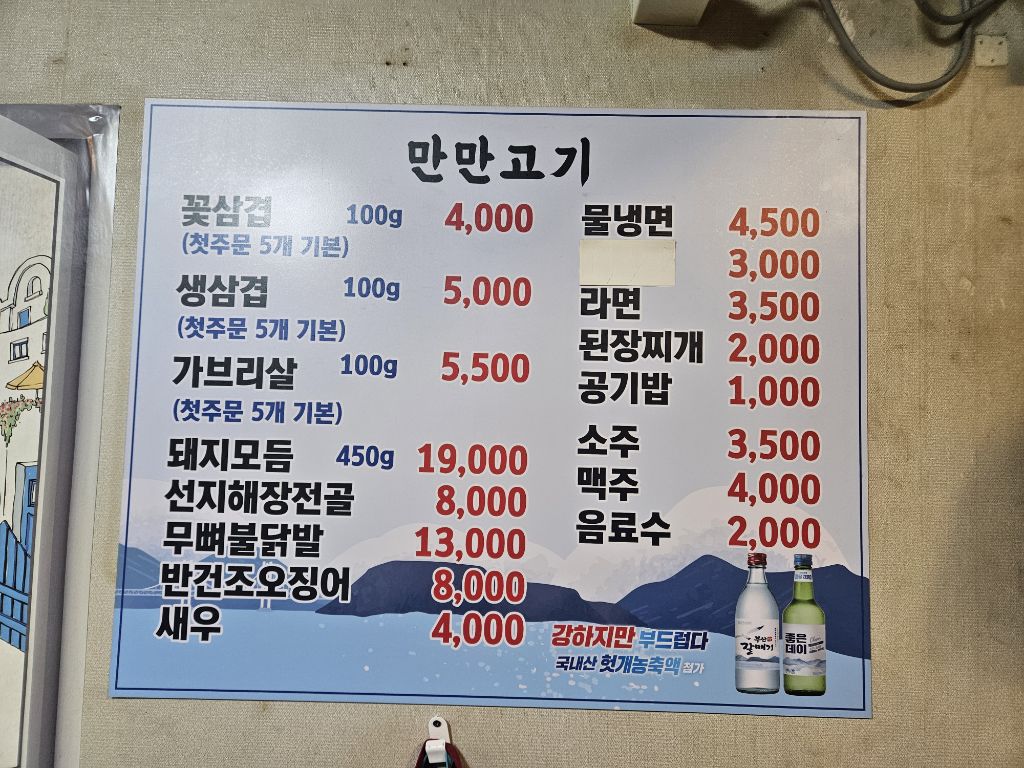 만만고기
꽃삼겹 100g 4,000
(첫주문 5개 기본)
생삼겹 100g 5,000
(첫주문 5개 기본)
가브리살 100g 5,500
(첫주문 5개 기본)
돼지모듬 450g 19,000
선지해장전골 8,000
무뼈불닭발 13,000
반건조오징어 8,000
새우 4,000
물냉면 4,500
3,000
라면 3,500
된장찌개 2,000
공기밥 1,000
소주 3,500
맥주 4,000
음료수 2,000
강하지만 부드럽다
국내산 헛개농축액 첨가
부산
갈매기
좋은
데이